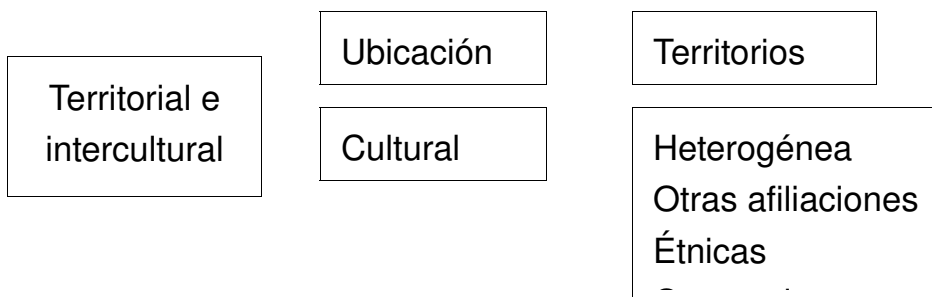 Territorial e
intercultural
Ubicación
Cultural
Territorios
Heterogénea
Otras afiliaciones
Étnicas